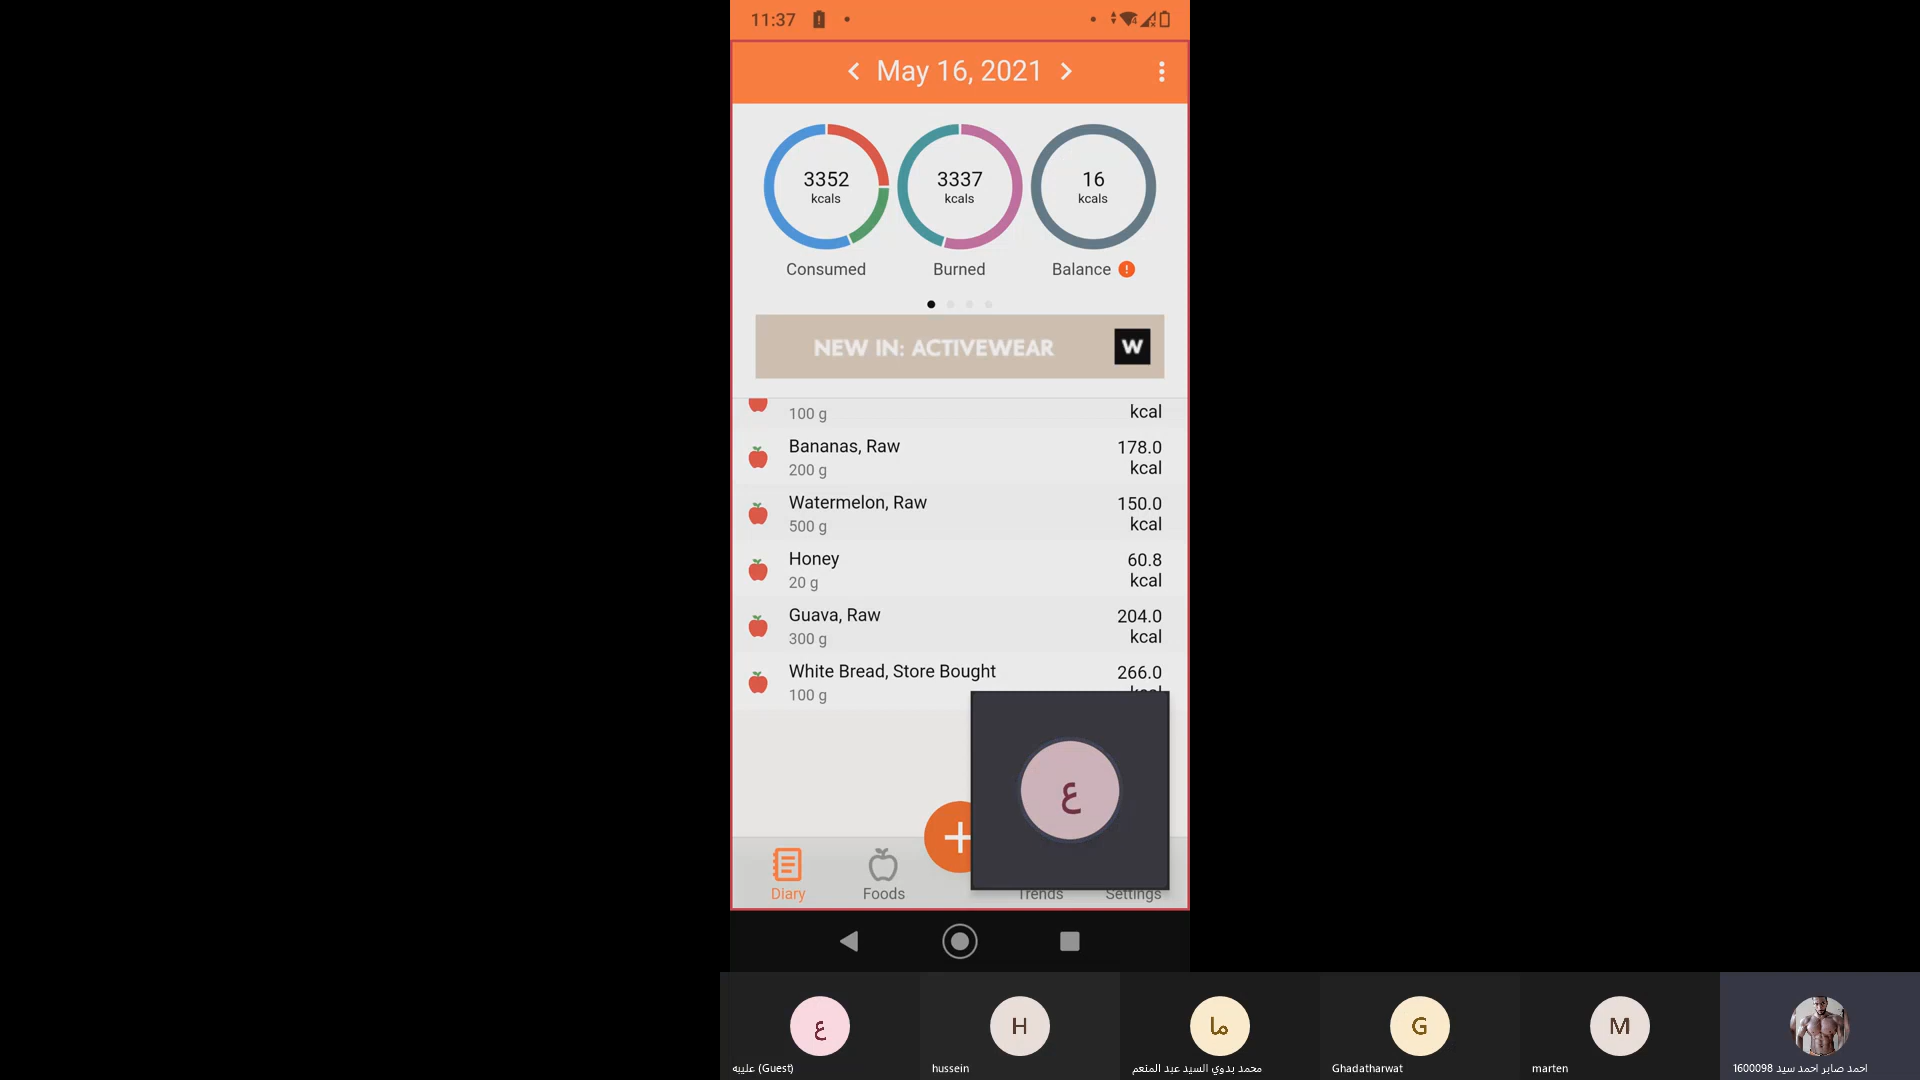 11:37
May 16, 2021
3352
kcals
3337
kcals
16
kcals
Consumed
Burned
Balance
NEW IN: ACTIVEWEAR
W
100 g
kcal
Bananas, Raw
178.0
200 g
kcal
Watermelon, Raw
150.0
500 g
kcal
Honey
60.8
20 g
kcal
Guava, Raw
204.0
300 g
kcal
White Bread, Store Bought
266.0
100 g
kcal
ع
Diary
Foods
Trends
Settings
ع
H
ما
G
M
علييه (Guest)
hussein
محمد بدوي السيد عبد المنعم
Ghadatharwat
marten
احمد صابر احمد سيد 1600098